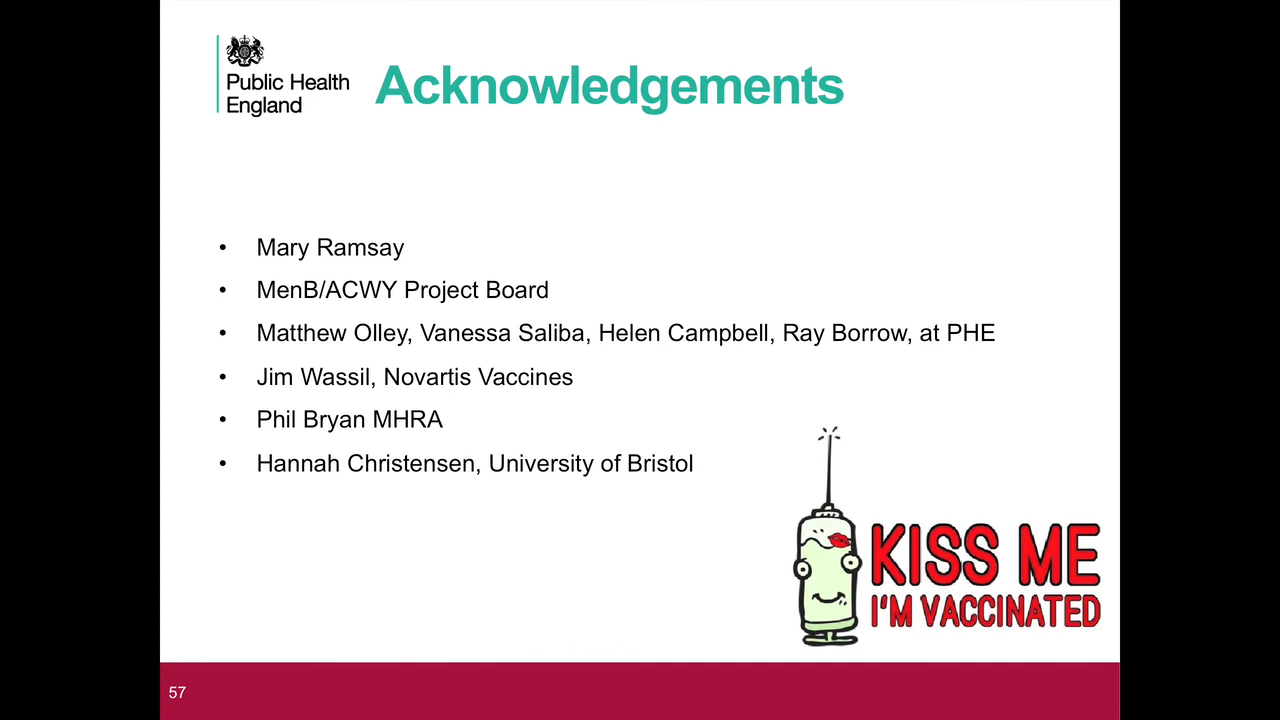 Public Health
England
Acknowledgements
• Mary Ramsay
• MenB/ACWY Project Board
• Matthew Olley, Vanessa Saliba, Helen Campbell, Ray Borrow, at PHE
• Jim Wassil, Novartis Vaccines
• Phil Bryan MHRA
• Hannah Christensen, University of Bristol
KISS ME
I'M VACCINATED
57